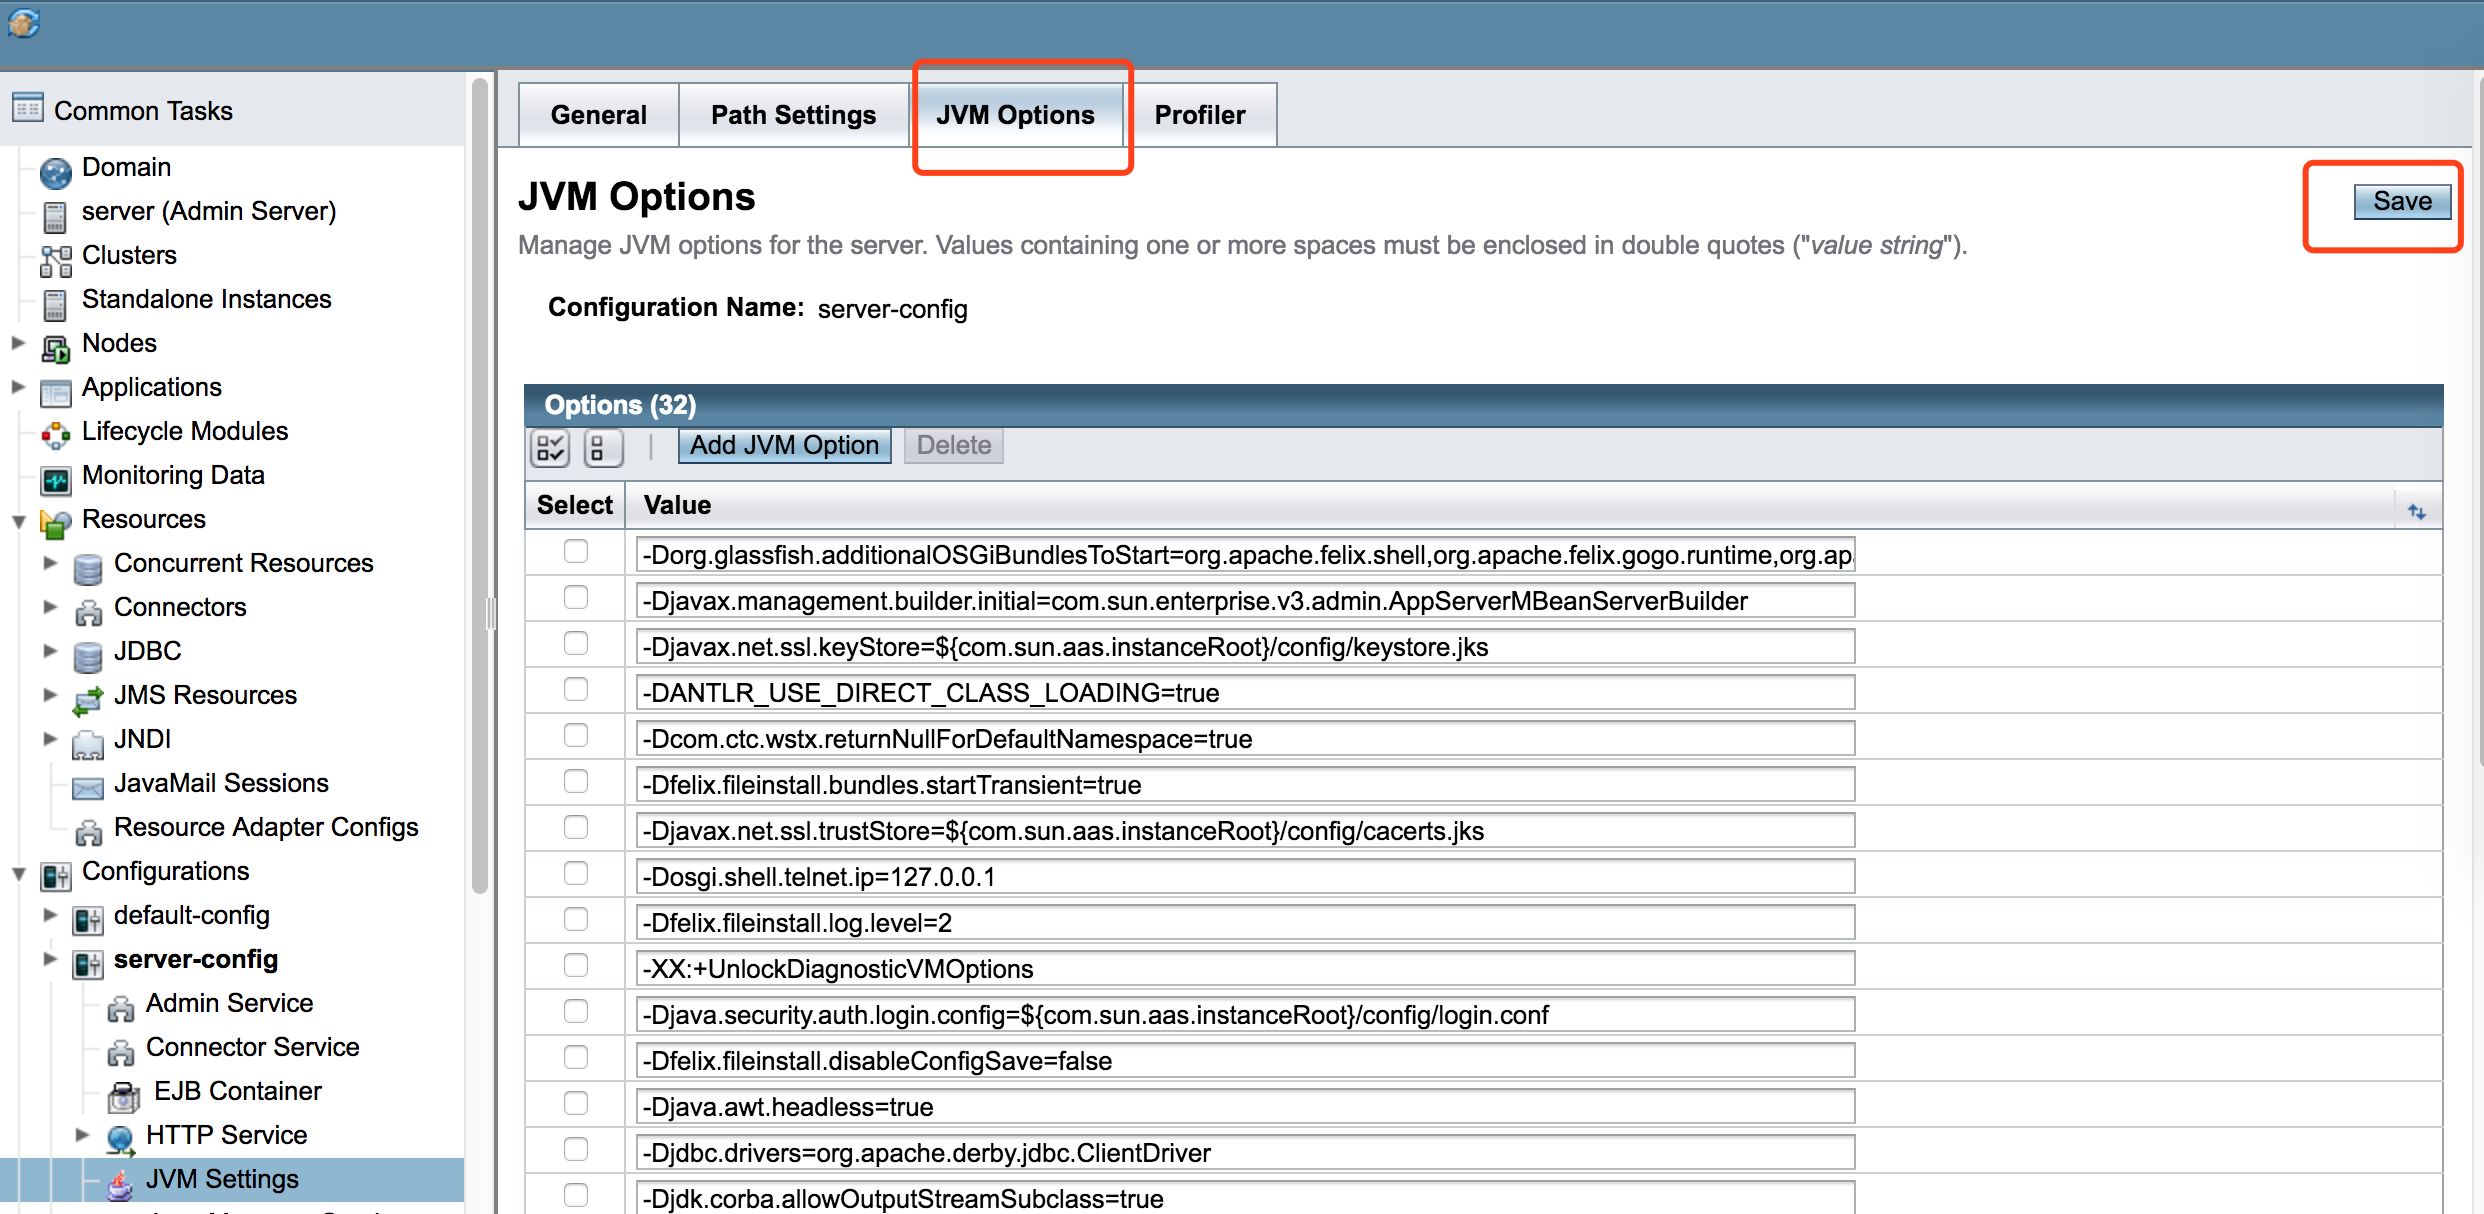 Common Tasks
Domain
server (Admin Server)
Clusters
Standalone Instances
Nodes
Applications
Lifecycle Modules
Monitoring Data
Resources
Concurrent Resources
Connectors
JDBC
JMS Resources
JNDI
JavaMail Sessions
Resource Adapter Configs
Configurations
default-config
server-config
Admin Service
Connector Service
EJB Container
HTTP Service
JVM Settings
General Path Settings JVM Options Profiler
JVM Options
Save
Manage JVM options for the server. Values containing one or more spaces must be enclosed in double quotes ("value string").
Configuration Name: server-config
Options (32)
Add JVM Option Delete
Select Value
-Dorg.glassfish.additionalOSGiBundlesToStart=org.apache.felix.shell,org.apache.felix.gogo.runtime,org.ap
-Djavax.management.builder.initial=com.sun.enterprise.v3.admin.AppServerMBeanServerBuilder
-Djavax.net.ssl.keyStore=${com.sun.aas.instanceRoot}/config/keystore.jks
-DANTLR_USE_DIRECT_CLASS_LOADING=true
-Dcom.ctc.wstx.returnNullForDefaultNamespace=true
-Dfelix.fileinstall.bundles.startTransient=true
-Djavax.net.ssl.trustStore=${com.sun.aas.instanceRoot}/config/cacerts.jks
-Dosgi.shell.telnet.ip=127.0.0.1
-Dfelix.fileinstall.log.level=2
-XX:+UnlockDiagnosticVMOptions
-Djava.security.auth.login.config=${com.sun.aas.instanceRoot}/config/login.conf
-Dfelix.fileinstall.disableConfigSave=false
-Djava.awt.headless=true
-Djdbc.drivers=org.apache.derby.jdbc.ClientDriver
-Djdk.corba.allowOutputStreamSubclass=true